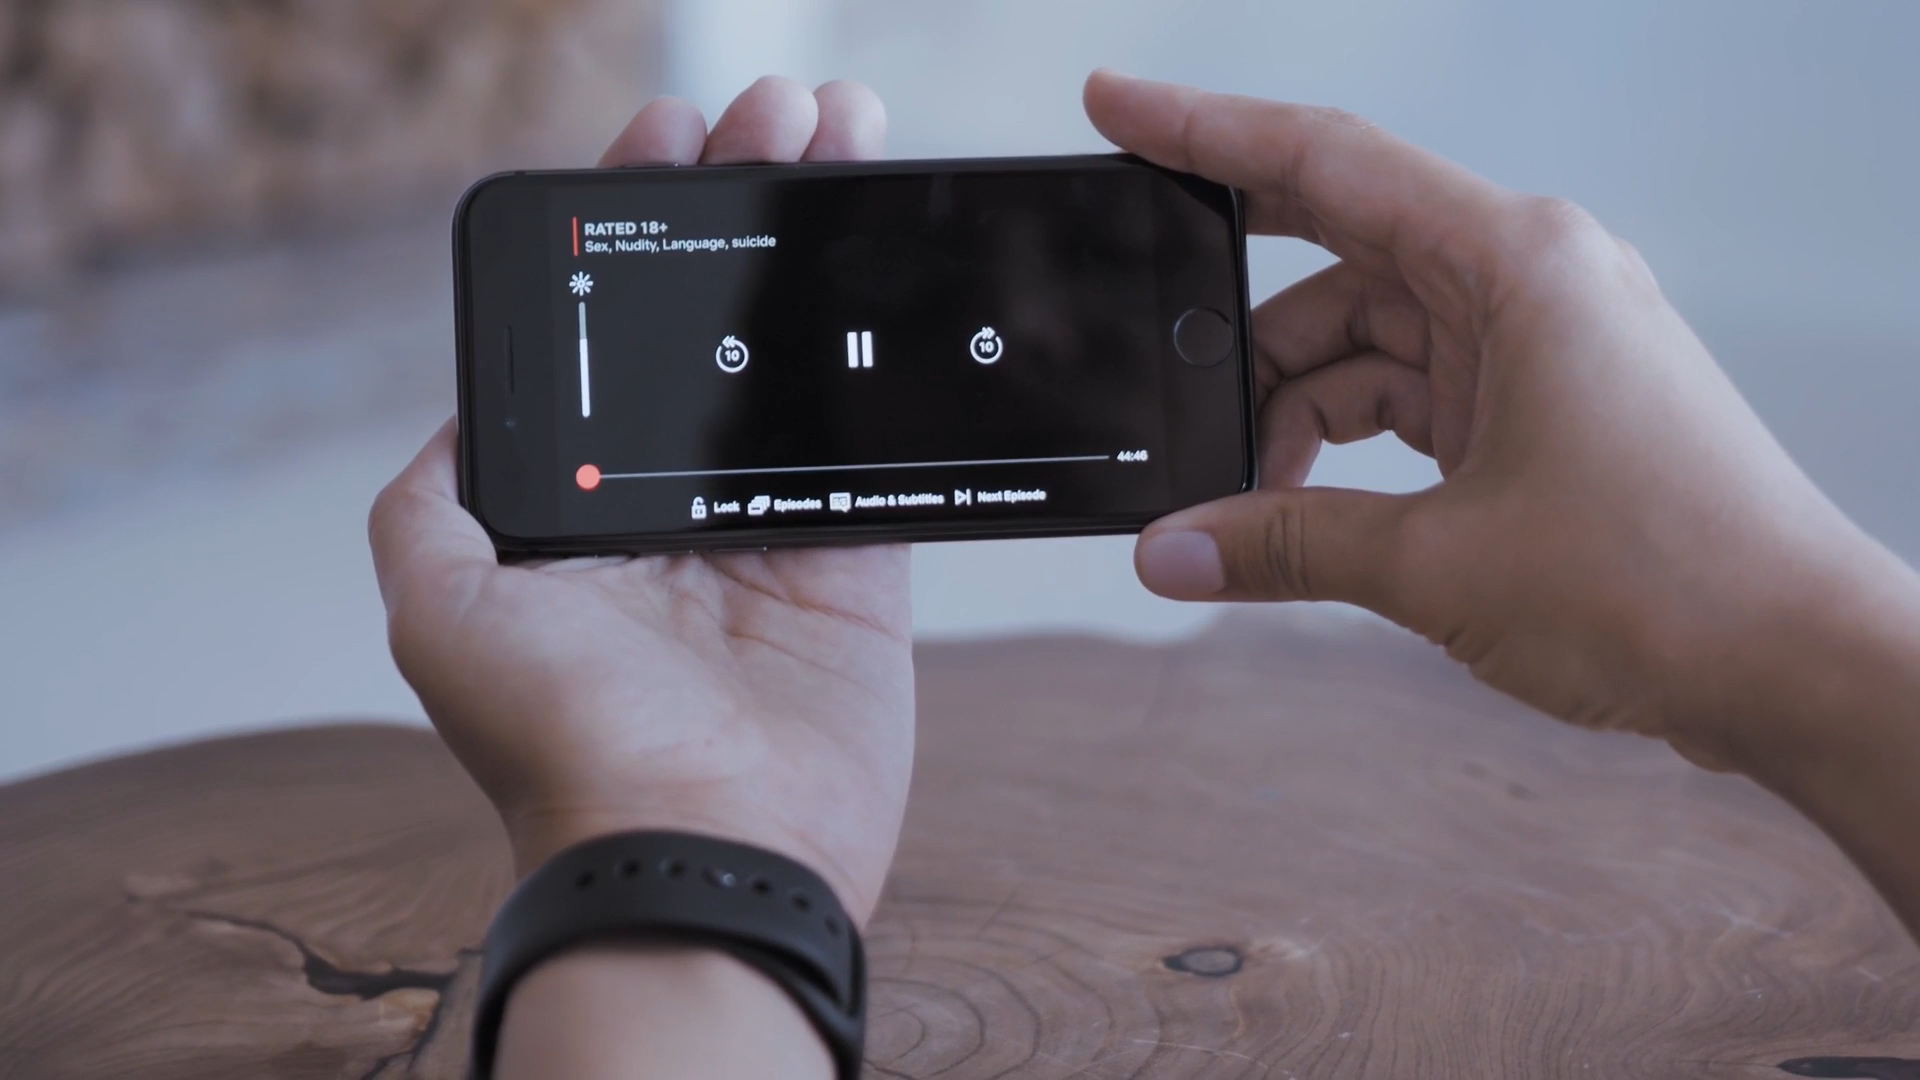 RATED 18+
Sex, Nudity, Language, suicide
10
10
44:46
Lock Episodes Audio & Subtitles Next Episode